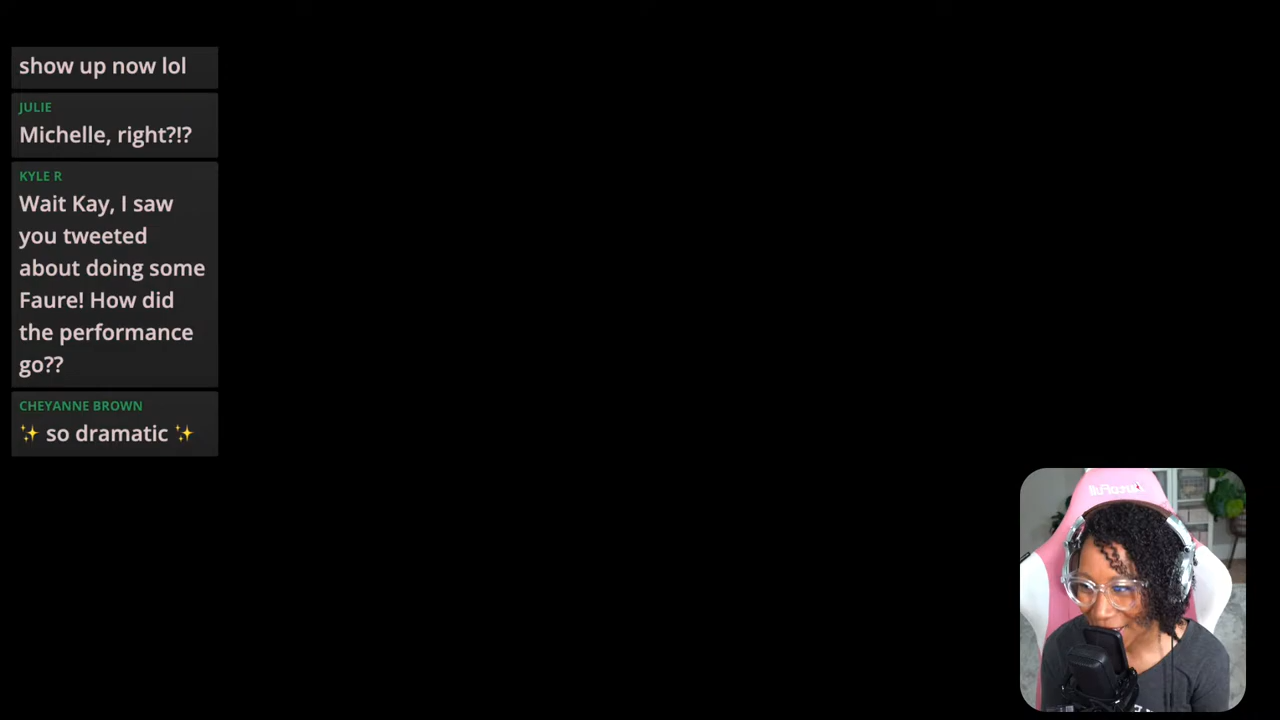 show up now lol
JULIE
Michelle, right?!?
KYLE R
Wait Kay, I saw
you tweeted
about doing some
Faure! How did
the performance
go??
CHEYANNE BROWN
✨ so dramatic ✨